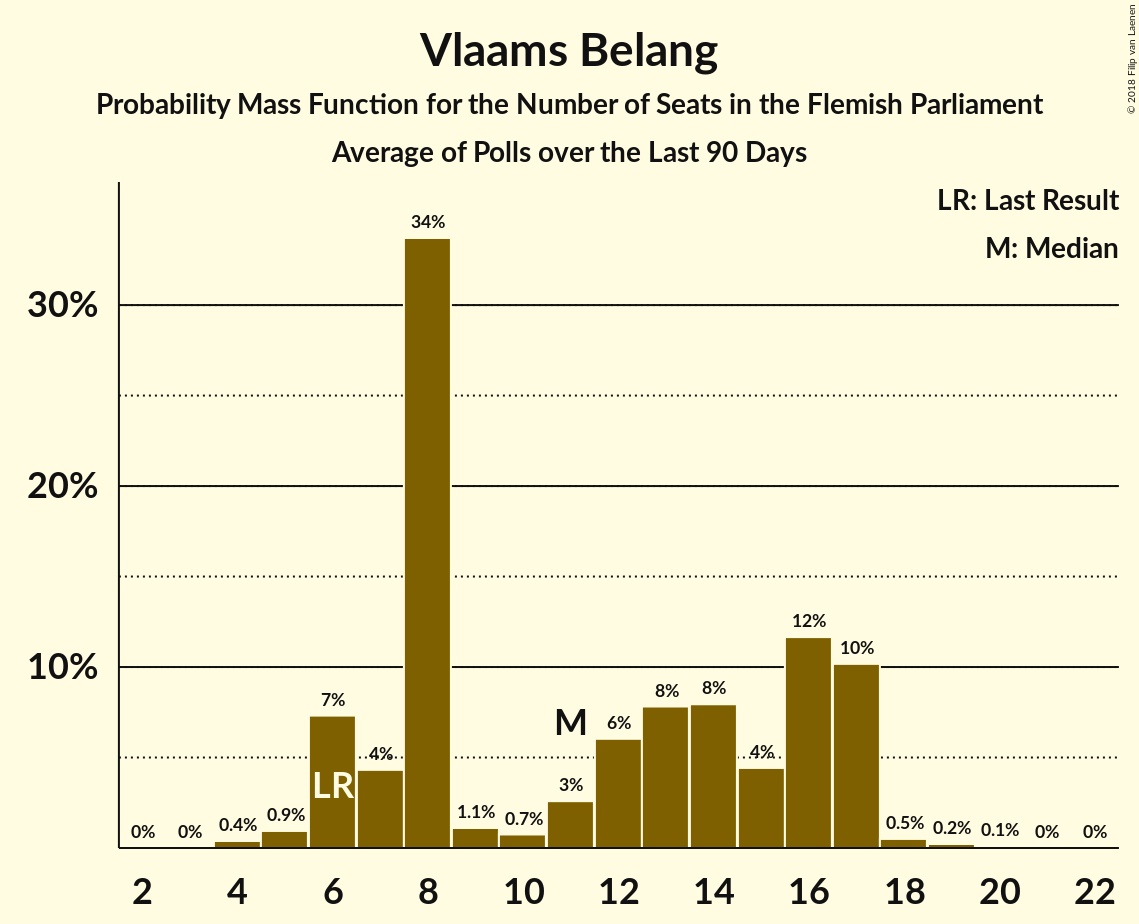 Vlaams Belang
Probability Mass Function for the Number of Seats in the Flemish Parliament
Average of Polls over the Last 90 Days
© 2018 Filip van Laenen
LR: Last Result
M: Median
34%
30%
20%
12%
10%
10%
8%
8%
7%
M
6%
4%
4%
LR
3%
0%
0%
0.4%
0.9%
1.1%
0.7%
0.5%
0.2%
0.1%
0%
0%
2 4 6 8 10 12 14 16 18 20 22